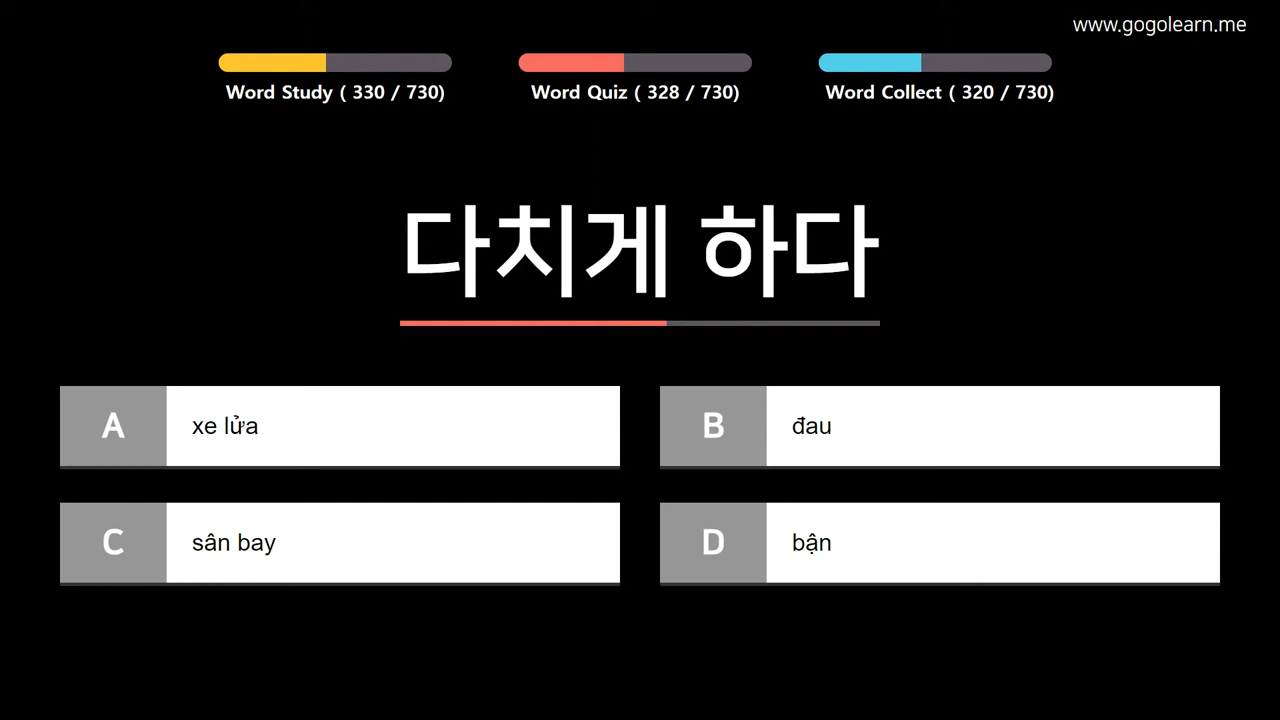 www.gogolearn.me
Word Study ( 330 / 730)
Word Quiz ( 328 / 730)
Word Collect ( 320 / 730)
다치게 하다
A xe lửa
B đau
C sân bay
D bận